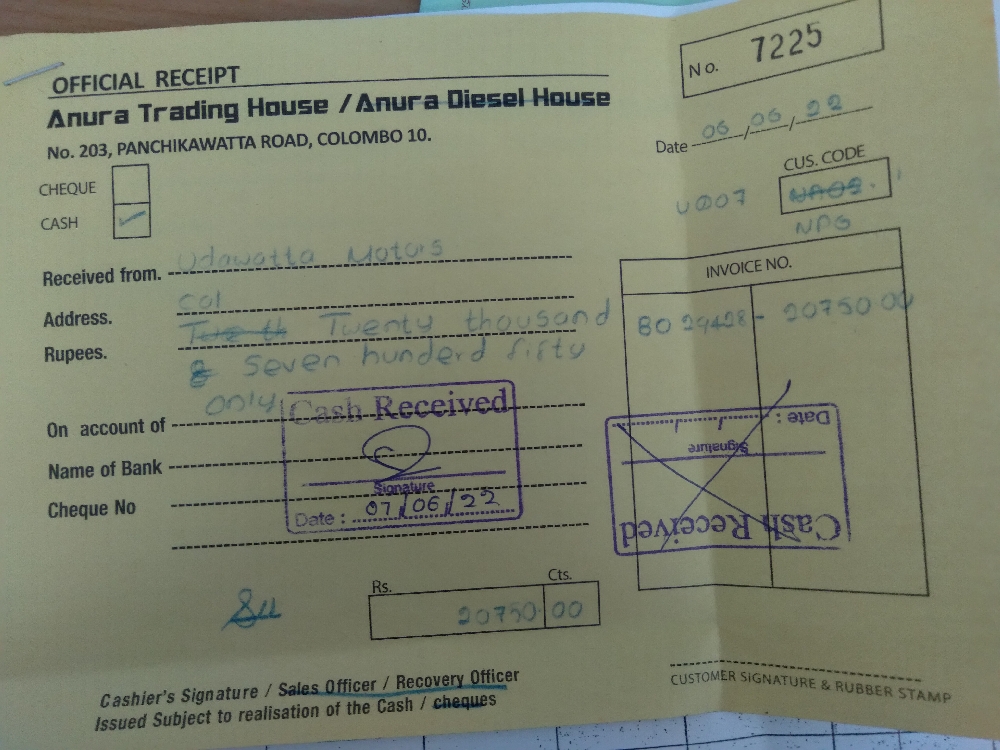 No. 7225
OFFICIAL RECEIPT
Anura Trading House / Anura Diesel House
No. 203, PANCHIKAWATTA ROAD, COLOMBO 10.
Date 06/06/22
CHEQUE
CASH ✓
CUS. CODE
U007
NPG
Received from. Udawatta Motors
Address. Col
Rupees. Twenty thousand
Seven hunderd fifty
only
On account of
Name of Bank
Cheque No
INVOICE NO.
BO 29428 - 20750 00
Cash Received
Signature
Date : 07/06/22
Cash Received
Signature
Date :
Rs. Cts.
20750 00
Cashier's Signature / Sales Officer / Recovery Officer
Issued Subject to realisation of the Cash / cheques
CUSTOMER SIGNATURE & RUBBER STAMP